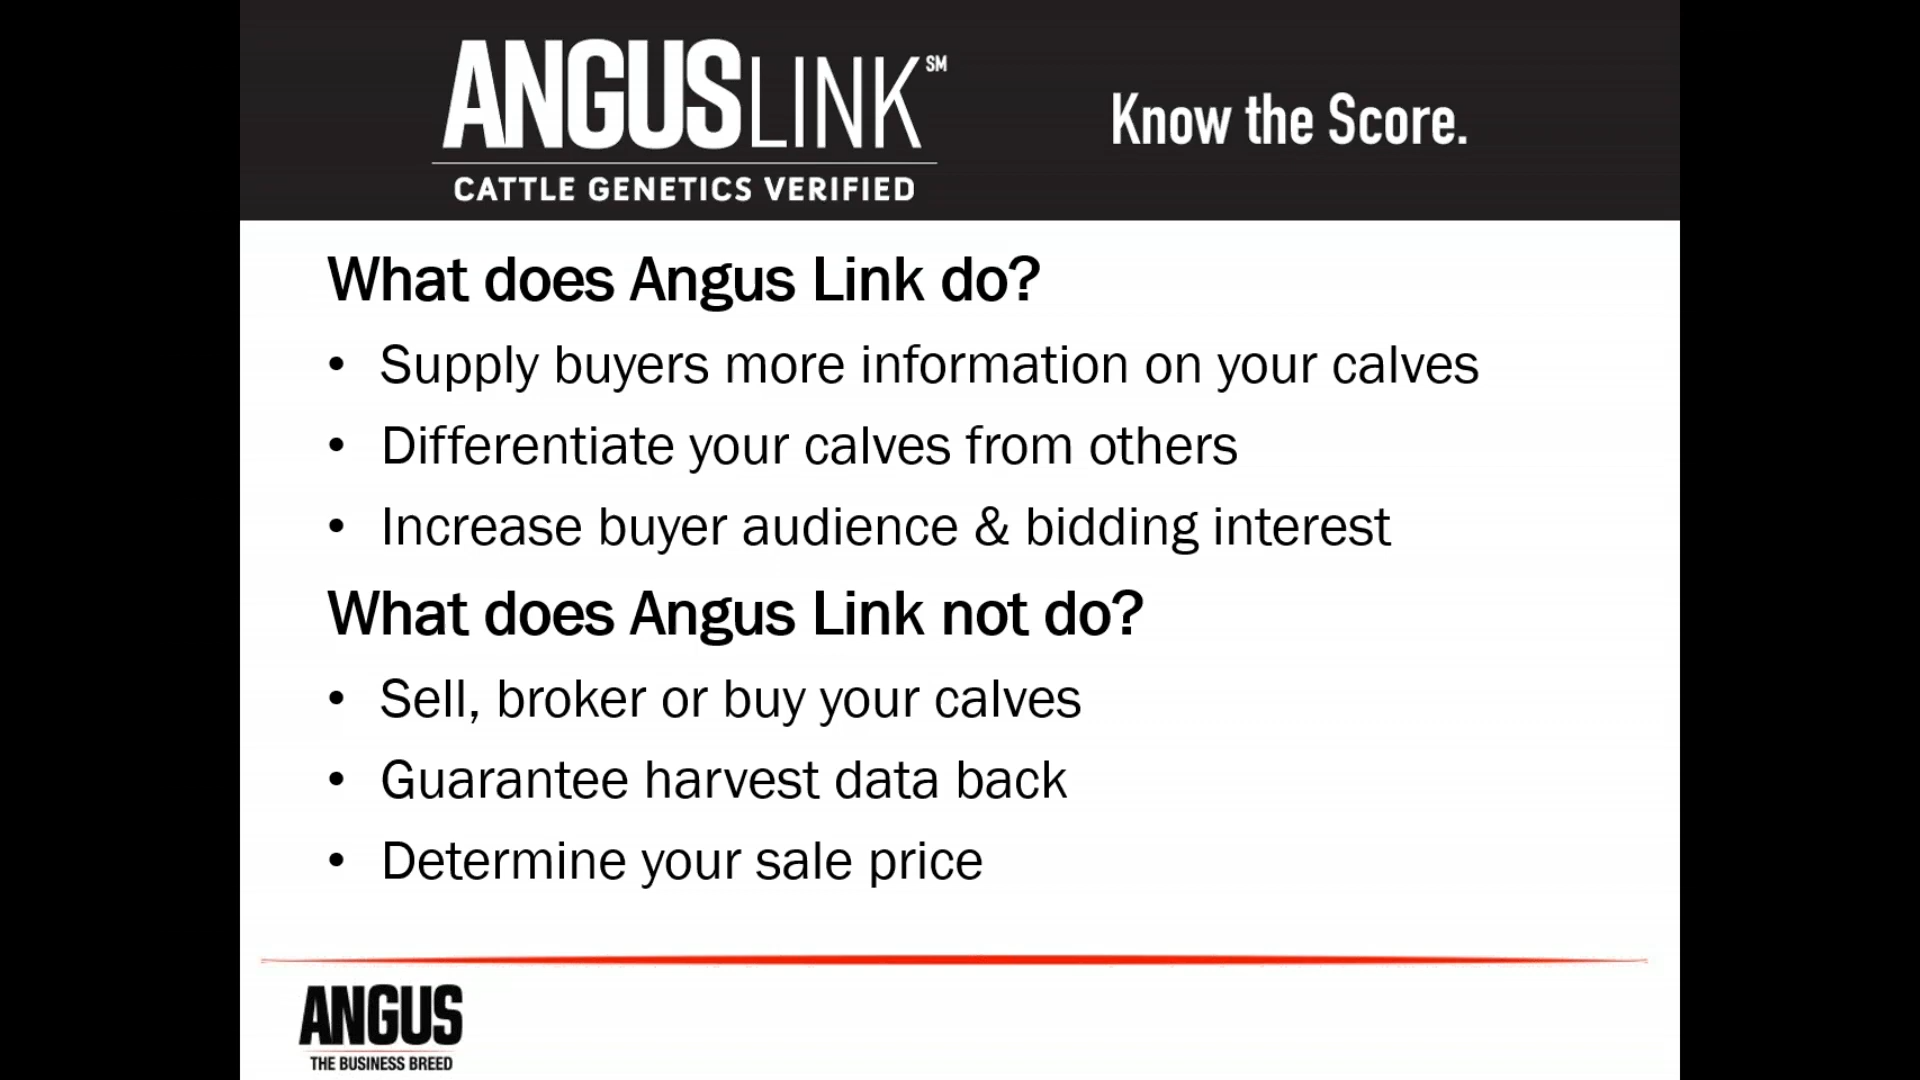 ANGUSLINK℠
CATTLE GENETICS VERIFIED
Know the Score.
What does Angus Link do?
• Supply buyers more information on your calves
• Differentiate your calves from others
• Increase buyer audience & bidding interest
What does Angus Link not do?
• Sell, broker or buy your calves
• Guarantee harvest data back
• Determine your sale price
ANGUS
THE BUSINESS BREED